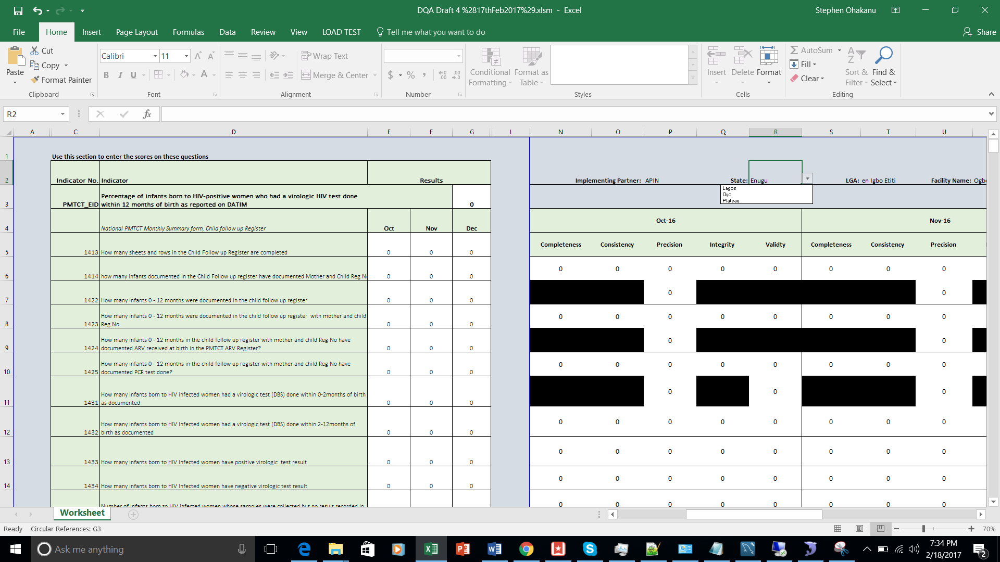 DQA Draft 4 %2817thFeb2017%29.xlsm - Excel
Stephen Ohakanu
File Home Insert Page Layout Formulas Data Review View LOAD TEST Tell me what you want to do Share
Paste
Cut
Copy
Format Painter
Clipboard
Calibri 11
B I U
Font
Wrap Text
Merge & Center
Alignment
$ % ,
Number
Conditional Formatting
Format as Table
Styles
Insert Delete Format
Cells
AutoSum
Fill
Clear
Sort & Filter
Find & Select
Editing
R2
fx
A C D E F G I N O P Q R S T U
1 Use this section to enter the scores on these questions
2 Indicator No. Indicator Results Implementing Partner: APIN State: Enugu LGA: en Igbo Etiti Facility Name:
Lagos
Oyo
Plateau
3 PMTCT_EID Percentage of infants born to HIV-positive women who had a virologic HIV test done
within 12 months of birth as reported on DATIM 0
4 National PMTCT Monthly Summary form, Child follow up Register Oct Nov Dec Oct-16 Nov-16
5 1413 How many sheets and rows in the Child Follow up Register are completed 0 0 0 Completeness Consistency Precision Integrity Validty Completeness Consistency Precision
6 1414 how many infants documented in the Child Follow up register have documented Mother and Child Reg No 0 0 0 0 0 0 0 0 0 0 0
7 1422 How many infants 0 - 12 months were documented in the child follow up register 0 0 0 0 0
8 1423 How many infants 0 - 12 months were documented in the child follow up register with mother and child
Reg No 0 0 0 0 0 0 0 0 0 0 0
9 1424 How many infants 0 - 12 months in the child follow up register with mother and child Reg No have
documented ARV received at birth in the PMTCT ARV Register? 0 0 0 0 0
10 1425 How many infants 0 - 12 months in the child follow up register with mother and child Reg No have
documented PCR test done? 0 0 0 0 0 0 0 0 0 0 0
11 1431 How many infants born to HIV infected women had a virologic test (DBS) done within 0-2months of birth
as documented 0 0 0 0 0 0
12 1432 How many infants born to HIV Infected women had a virologic test (DBS) done within 2-12months of
birth as documented 0 0 0 0 0 0 0 0 0 0 0
13 1433 How many infants born to HIV Infected women have positive virologic test result 0 0 0 0 0 0 0 0 0 0 0
14 1434 How many infants born to HIV Infected women have negative virologic test result 0 0 0 0 0 0 0 0 0 0 0
Number of infants born to HIV infected women whose samples were collected but no result recorded in
0 0 0 0 0 0 0 0
Worksheet
Ready Circular References: G3 70%
Ask me anything
7:34 PM
2/18/2017
2